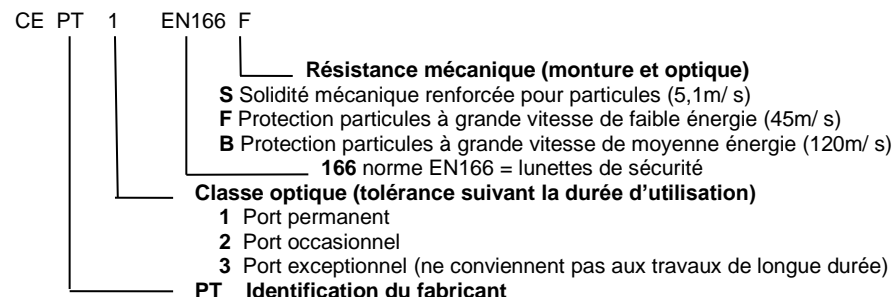 CE PT 1 EN166 F
Résistance mécanique (monture et optique)
S Solidité mécanique renforcée pour particules (5,1m/ s)
F Protection particules à grande vitesse de faible énergie (45m/ s)
B Protection particules à grande vitesse de moyenne énergie (120m/ s)
166 norme EN166 = lunettes de sécurité
Classe optique (tolérance suivant la durée d’utilisation)
1 Port permanent
2 Port occasionnel
3 Port exceptionnel (ne conviennent pas aux travaux de longue durée)
PT Identification du fabricant